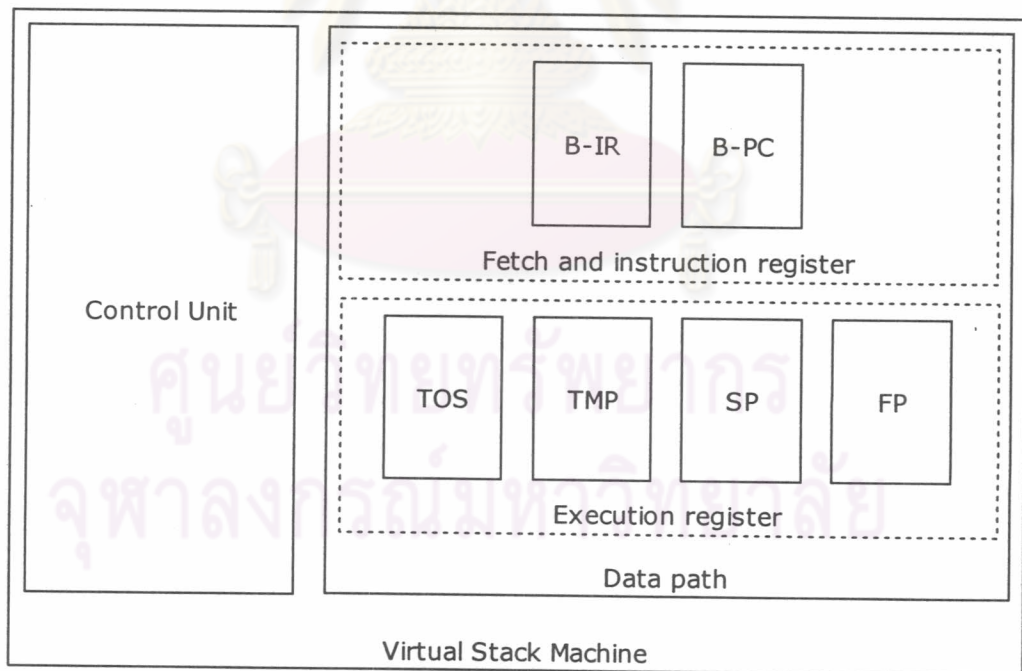 B-IR
B-PC
Fetch and instruction register
Control Unit
TOS
TMP
SP
FP
Execution register
Data path
Virtual Stack Machine
ศูนย์วิทยทรัพยากร
จุฬาลงกรณ์มหาวิทยาลัย